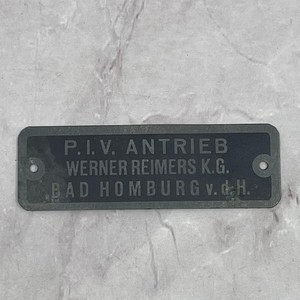 P.I.V. ANTRIEB
WERNER REIMERS K.G.
BAD HOMBURG v.d.H.